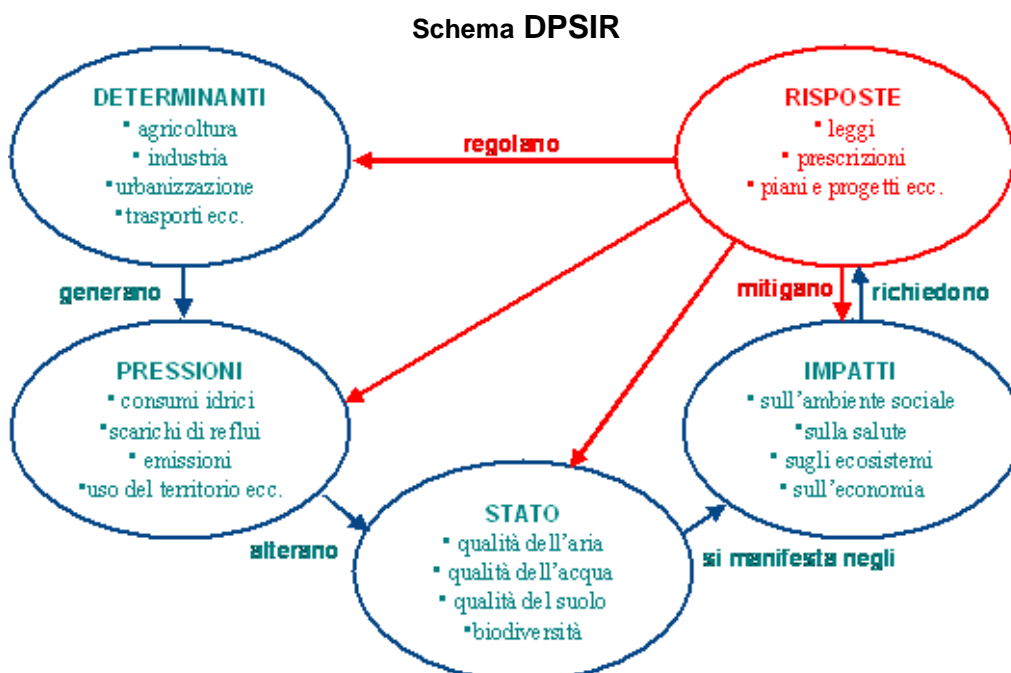 Schema DPSIR
DETERMINANTI
▪ agricoltura
▪ industria
▪urbanizzazione
▪trasporti ecc.
RISPOSTE
▪ leggi
▪ prescrizioni
▪ piani e progetti ecc.
regolano
generano
mitigano
richiedono
PRESSIONI
▪ consumi idrici
▪scarichi di reflui
▪ emissioni
▪uso del territorio ecc.
IMPATTI
▪ sull'ambiente sociale
▪sulla salute
▪sugli ecosistemi
▪ sull'economia
alterano
STATO
▪ qualità dell'aria
▪ qualità dell'acqua
▪ qualità del suolo
▪biodiversità
si manifesta negli